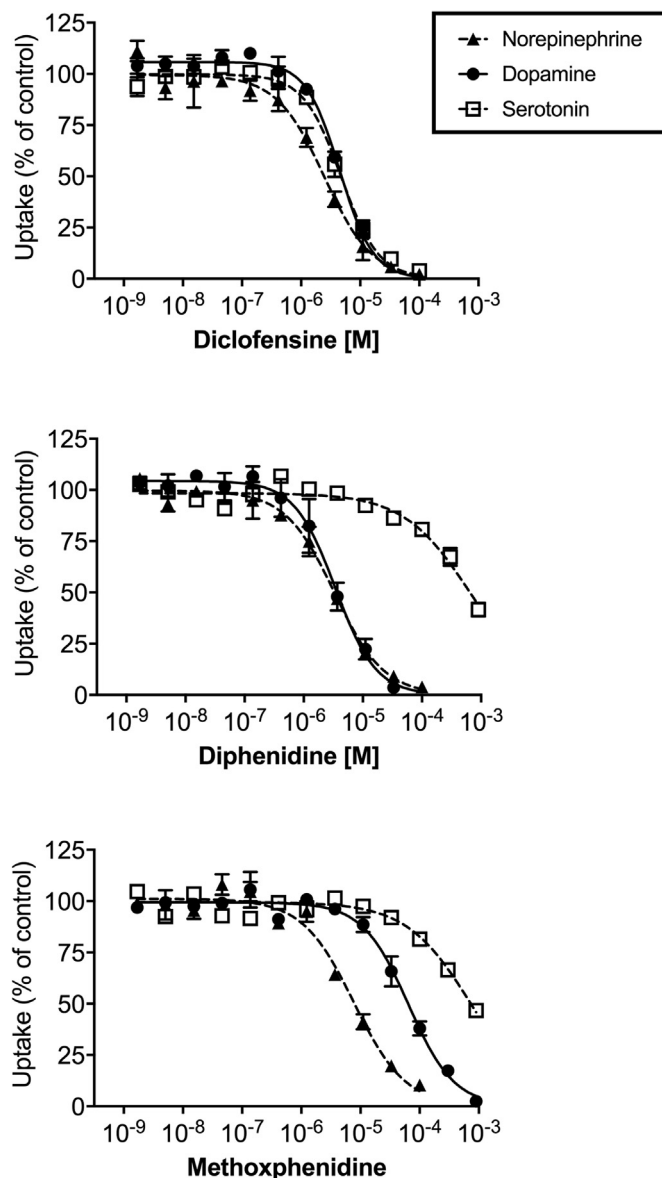 125
100
75
50
25
0
Uptake (% of control)
Norepinephrine
Dopamine
Serotonin
10⁻⁹ 10⁻⁸ 10⁻⁷ 10⁻⁶ 10⁻⁵ 10⁻⁴ 10⁻³
Diclofensine [M]
125
100
75
50
25
0
Uptake (% of control)
10⁻⁹ 10⁻⁸ 10⁻⁷ 10⁻⁶ 10⁻⁵ 10⁻⁴ 10⁻³
Diphenidine [M]
125
100
75
50
25
0
Uptake (% of control)
10⁻⁹ 10⁻⁸ 10⁻⁷ 10⁻⁶ 10⁻⁵ 10⁻⁴ 10⁻³
Methoxphenidine